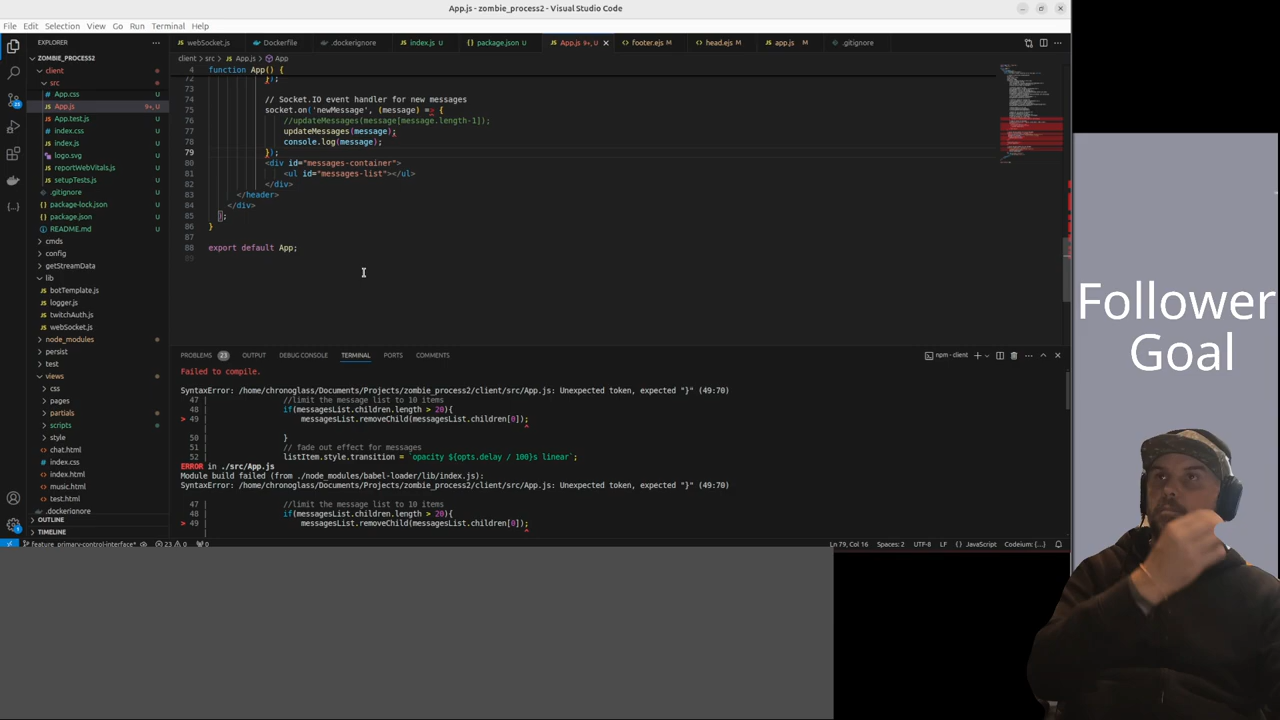 App.js - zombie_process2 - Visual Studio Code
File Edit Selection View Go Run Terminal Help
EXPLORER
webSocket.js
Dockerfile
.dockerignore
index.js U
package.json U
App.js 9+, U
footer.ejs M
head.ejs M
app.js M
.gitignore
client > src > App.js > App
ZOMBIE_PROCESS2
client
src
App.css U
App.js 9+, U
App.test.js U
index.css U
index.js U
logo.svg U
reportWebVitals.js U
setupTests.js U
.gitignore U
package-lock.json U
package.json U
README.md U
cmds
config
getStreamData
lib
botTemplate.js
logger.js
twitchAuth.js
webSocket.js
node_modules
persist
test
views
css
pages
partials
scripts
style
chat.html
index.css
index.html
music.html
test.html
.dockerignore
OUTLINE
TIMELINE
4 function App() {
72 });
73
74 // Socket.IO event handler for new messages
75 socket.on('newMessage', (message) => {
76 //updateMessages(message[message.length-1]);
77 updateMessages(message);
78 console.log(message);
79 });
80 <div id="messages-container">
81 <ul id="messages-list"></ul>
82 </div>
83 </header>
84 </div>
85 );
86 }
87
88 export default App;
89
PROBLEMS 23 OUTPUT DEBUG CONSOLE TERMINAL PORTS COMMENTS
npm - client
Failed to compile.
SyntaxError: /home/chronoglass/Documents/Projects/zombie_process2/client/src/App.js: Unexpected token, expected "}" (49:70)
47 | //limit the message list to 10 items
48 | if(messagesList.children.length > 20){
> 49 | messagesList.removeChild(messagesList.children[0]);
| ^
50 | }
51 | // fade out effect for messages
52 | listItem.style.transition = `opacity ${opts.delay / 100}s linear`;
ERROR in ./src/App.js
Module build failed (from ./node_modules/babel-loader/lib/index.js):
SyntaxError: /home/chronoglass/Documents/Projects/zombie_process2/client/src/App.js: Unexpected token, expected "}" (49:70)
47 | //limit the message list to 10 items
48 | if(messagesList.children.length > 20){
> 49 | messagesList.removeChild(messagesList.children[0]);
| ^
feature_primary-control-interface* 23 0 0
Ln 79, Col 16 Spaces: 2 UTF-8 LF {} JavaScript Codeium: {...}
Follower
Goal